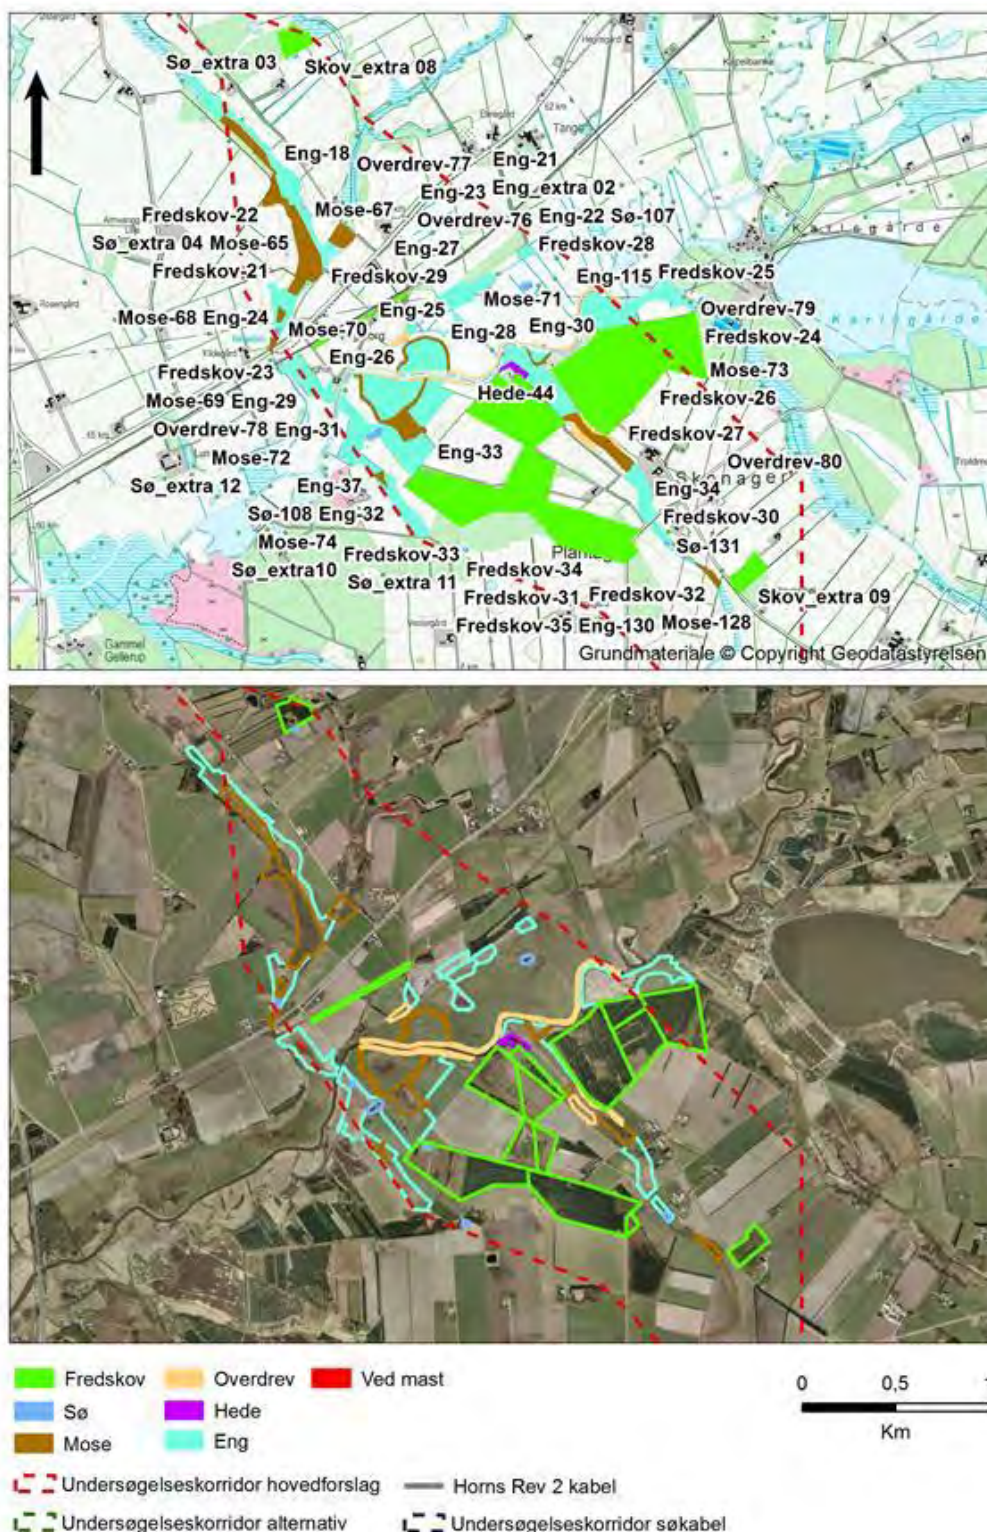 Sø_extra 03
Skov_extra 08
Eng-18
Overdrev-77
Eng-21
Tange
Eng-23
Eng_extra 02
Fredskov-22
Mose-67
Overdrev-76
Eng-22
Sø-107
Sø_extra 04
Mose-65
Eng-27
Fredskov-28
Karlsgårde
Fredskov-21
Fredskov-29
Eng-115
Fredskov-25
Mose-71
Mose-68
Eng-24
Eng-25
Overdrev-79
Mose-70
Eng-28
Eng-30
Fredskov-24
Eng-26
Fredskov-23
Mose-73
Hede-44
Mose-69
Eng-29
Fredskov-26
Overdrev-78
Eng-31
Fredskov-27
Mose-72
Eng-33
Overdrev-80
Sø_extra 12
Eng-37
Eng-34
Sø-108
Eng-32
Fredskov-30
Mose-74
Fredskov-33
Sø-131
Sø_extra10
Sø_extra 11
Fredskov-34
Fredskov-31
Fredskov-32
Skov_extra 09
Fredskov-35
Eng-130
Mose-128
Gammel
Gellerup
Grundmateriale © Copyright Geodatastyrelsen
Fredskov
Overdrev
Ved mast
Sø
Hede
Mose
Eng
0
0,5
1
Km
Undersøgelseskorridor hovedforslag
Horns Rev 2 kabel
Undersøgelseskorridor alternativ
Undersøgelseskorridor søkabel